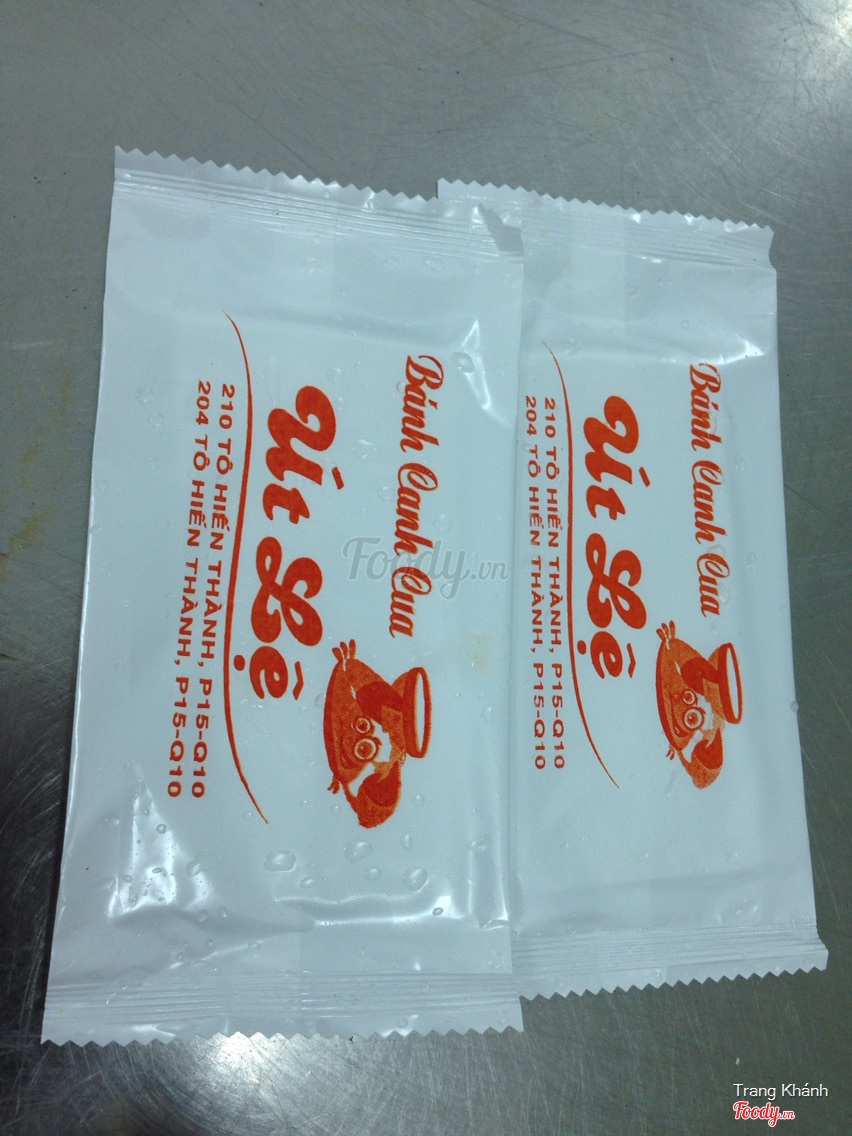 Bánh Canh Cua
Út Lệ
210 TÔ HIẾN THÀNH, P15-Q10
204 TÔ HIẾN THÀNH, P15-Q10
Bánh Canh Cua
Út Lệ
210 TÔ HIẾN THÀNH, P15-Q10
204 TÔ HIẾN THÀNH, P15-Q10
Foody.vn
Trang Khánh
Foody.vn